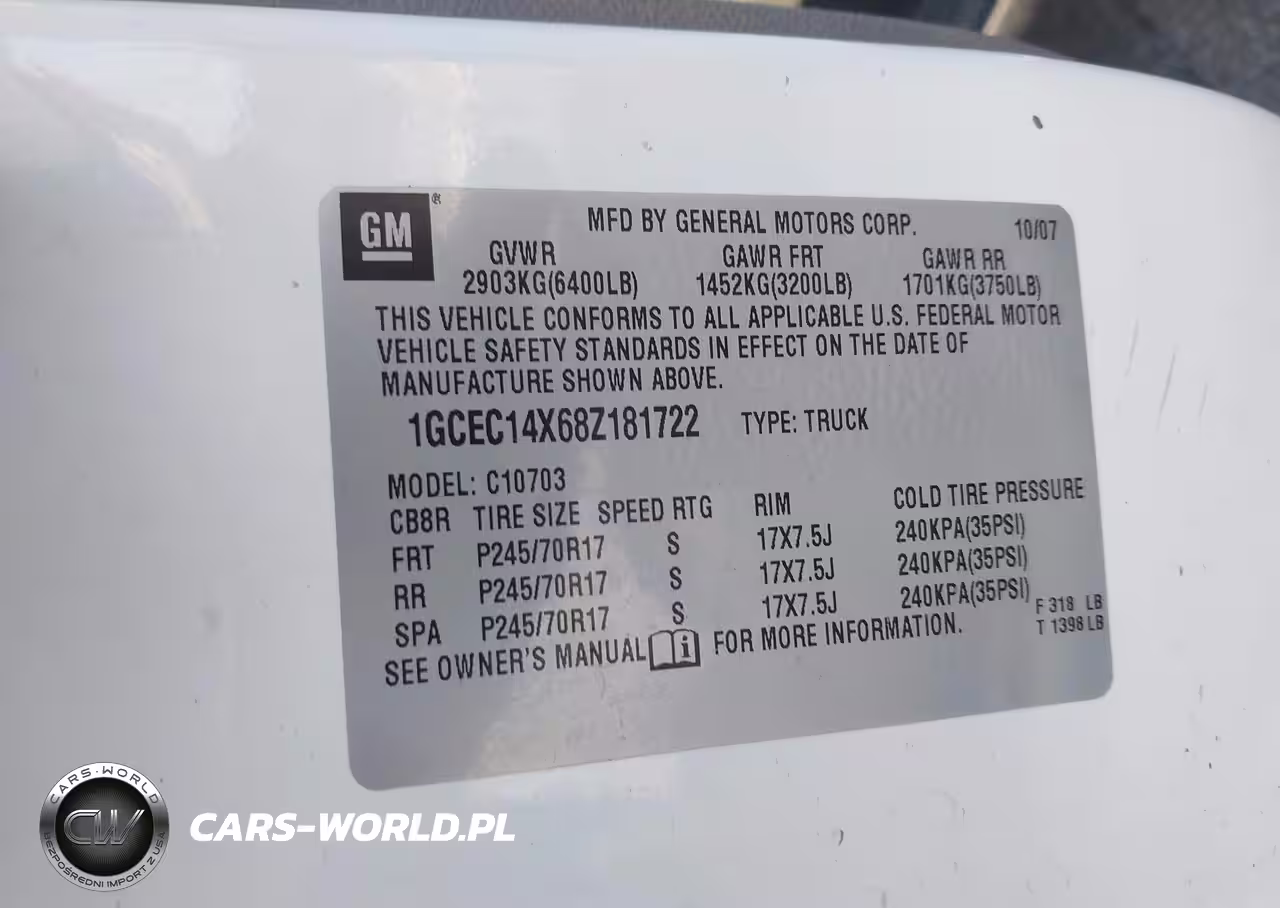 GM®
MFD BY GENERAL MOTORS CORP. 10/07
GVWR GAWR FRT GAWR RR
2903KG(6400LB) 1452KG(3200LB) 1701KG(3750LB)
THIS VEHICLE CONFORMS TO ALL APPLICABLE U.S. FEDERAL MOTOR
VEHICLE SAFETY STANDARDS IN EFFECT ON THE DATE OF
MANUFACTURE SHOWN ABOVE.
1GCEC14X68Z181722 TYPE: TRUCK
MODEL: C10703
CB8R TIRE SIZE SPEED RTG RIM COLD TIRE PRESSURE
FRT P245/70R17 S 17X7.5J 240KPA(35PSI)
RR P245/70R17 S 17X7.5J 240KPA(35PSI)
SPA P245/70R17 S 17X7.5J 240KPA(35PSI)
F 318 LB
T 1398 LB
SEE OWNER'S MANUAL i FOR MORE INFORMATION.
CARS-WORLD
CW
BEZPOŚREDNI IMPORT Z USA
CARS-WORLD.PL